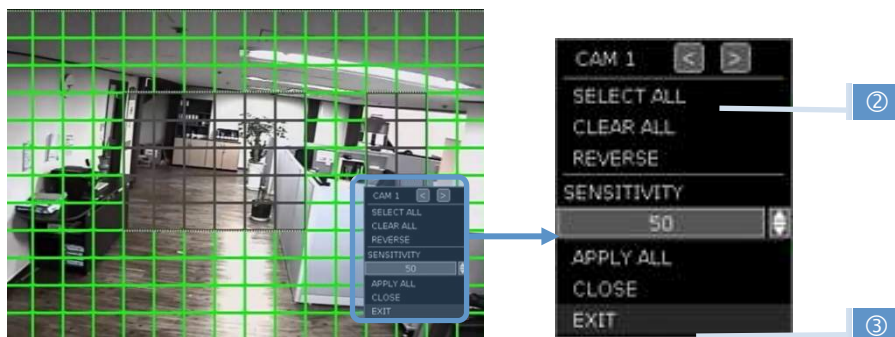 CAM 1 < >
SELECT ALL
CLEAR ALL
REVERSE
SENSITIVITY
50
APPLY ALL
CLOSE
EXIT
CAM 1 < >
SELECT ALL
CLEAR ALL
REVERSE
SENSITIVITY
50
APPLY ALL
CLOSE
EXIT
②
③